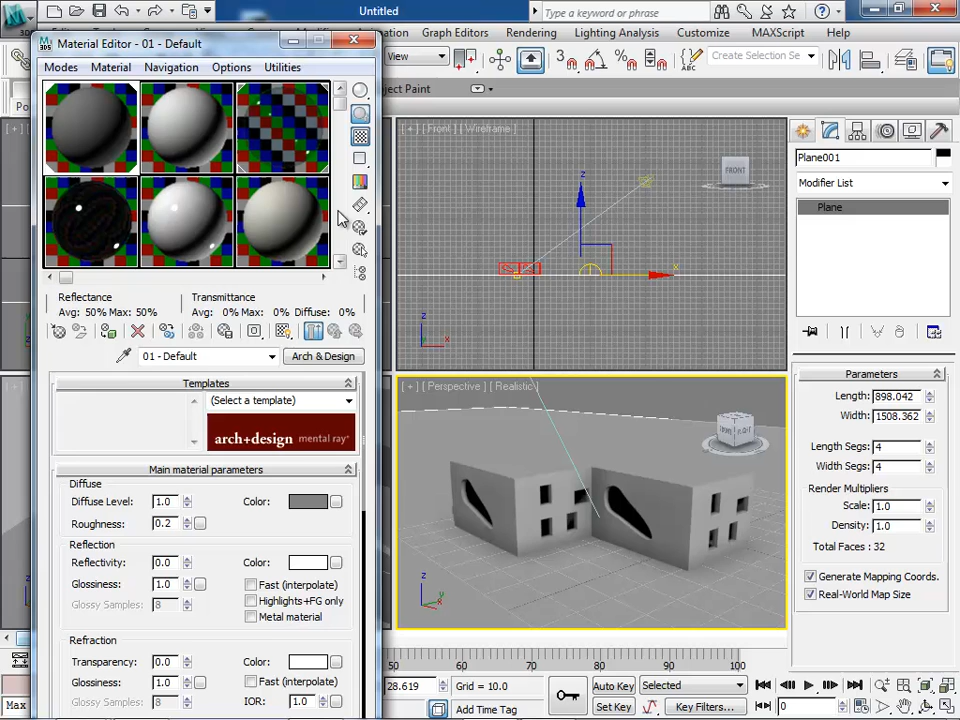 Untitled
Type a keyword or phrase
Material Editor - 01 - Default
Graph Editors Rendering Lighting Analysis Customize MAXScript Help
Modes Material Navigation Options Utilities
View
Create Selection Se
Object Paint
[ + ] [ Front ] [ Wireframe ]
FRONT
z
x
z
x
Plane001
Modifier List
Plane
Reflectance
Avg: 50% Max: 50%
Transmittance
Avg: 0% Max: 0% Diffuse: 0%
01 - Default
Arch & Design
Templates
(Select a template)
arch+design mental ray
Main material parameters
Diffuse
Diffuse Level: 1.0 Color:
Roughness: 0.2
Reflection
Reflectivity: 0.0 Color:
Glossiness: 1.0 Fast (interpolate)
Glossy Samples: 8 Highlights+FG only
Metal material
Refraction
Transparency: 0.0 Color:
Glossiness: 1.0 Fast (interpolate)
Glossy Samples: 8 IOR: 1.0
[ + ] [ Perspective ] [ Realistic ]
z
y
x
Parameters
Length: 898.042
Width: 1508.362
Length Segs: 4
Width Segs: 4
Render Multipliers
Scale: 1.0
Density: 1.0
Total Faces : 32
Generate Mapping Coords.
Real-World Map Size
50 60 70 80 90 100
28.619 Grid = 10.0
Auto Key Selected
Max
Add Time Tag
Set Key Key Filters...
0